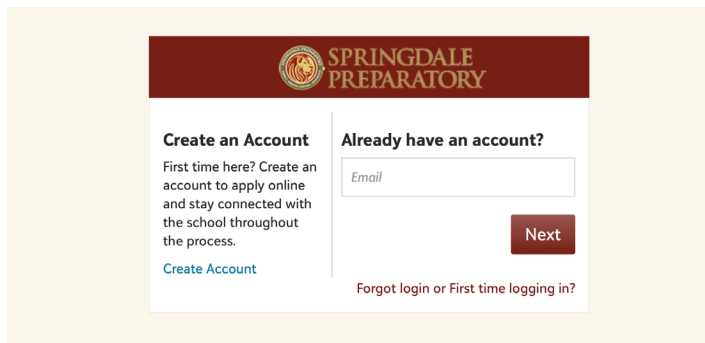 SPRINGDALE
PREPARATORY
Create an Account
First time here? Create an
account to apply online
and stay connected with
the school throughout
the process.
Create Account
Already have an account?
Email
Next
Forgot login or First time logging in?